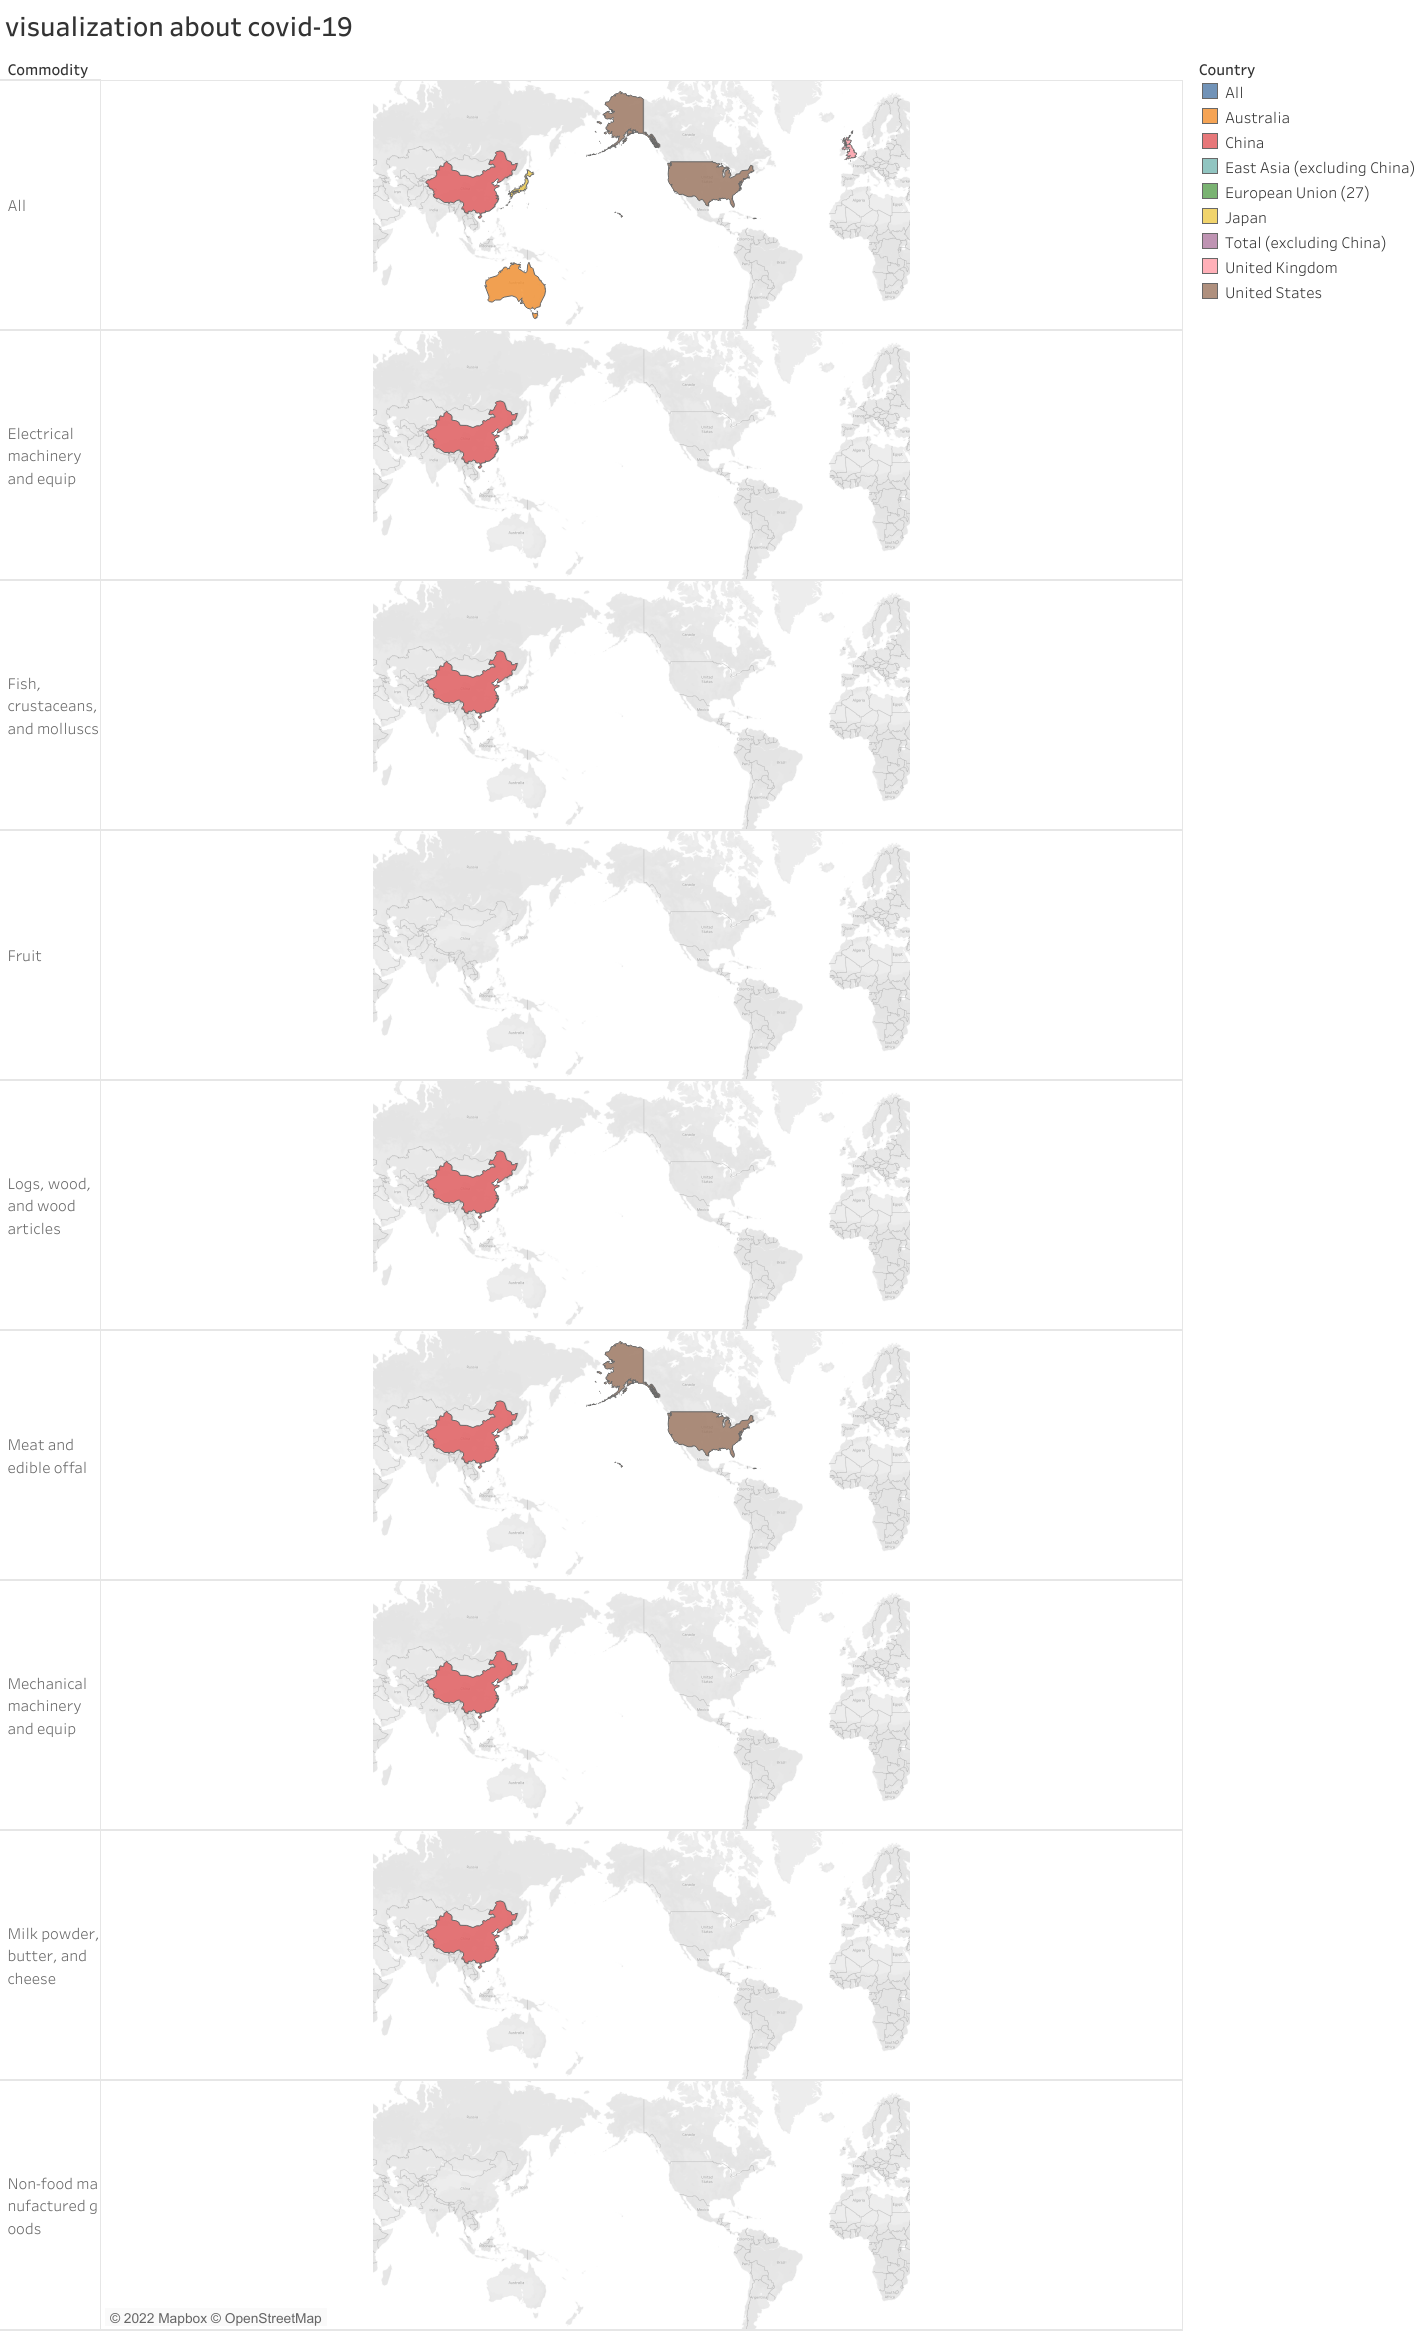 visualization about covid-19
Commodity
Country
All
Australia
China
East Asia (excluding China)
European Union (27)
Japan
Total (excluding China)
United Kingdom
United States
All
Electrical
machinery
and equip
Fish,
crustaceans,
and molluscs
Fruit
Logs, wood,
and wood
articles
Meat and
edible offal
Mechanical
machinery
and equip
Milk powder,
butter, and
cheese
Non-food ma
nufactured g
oods
© 2022 Mapbox © OpenStreetMap